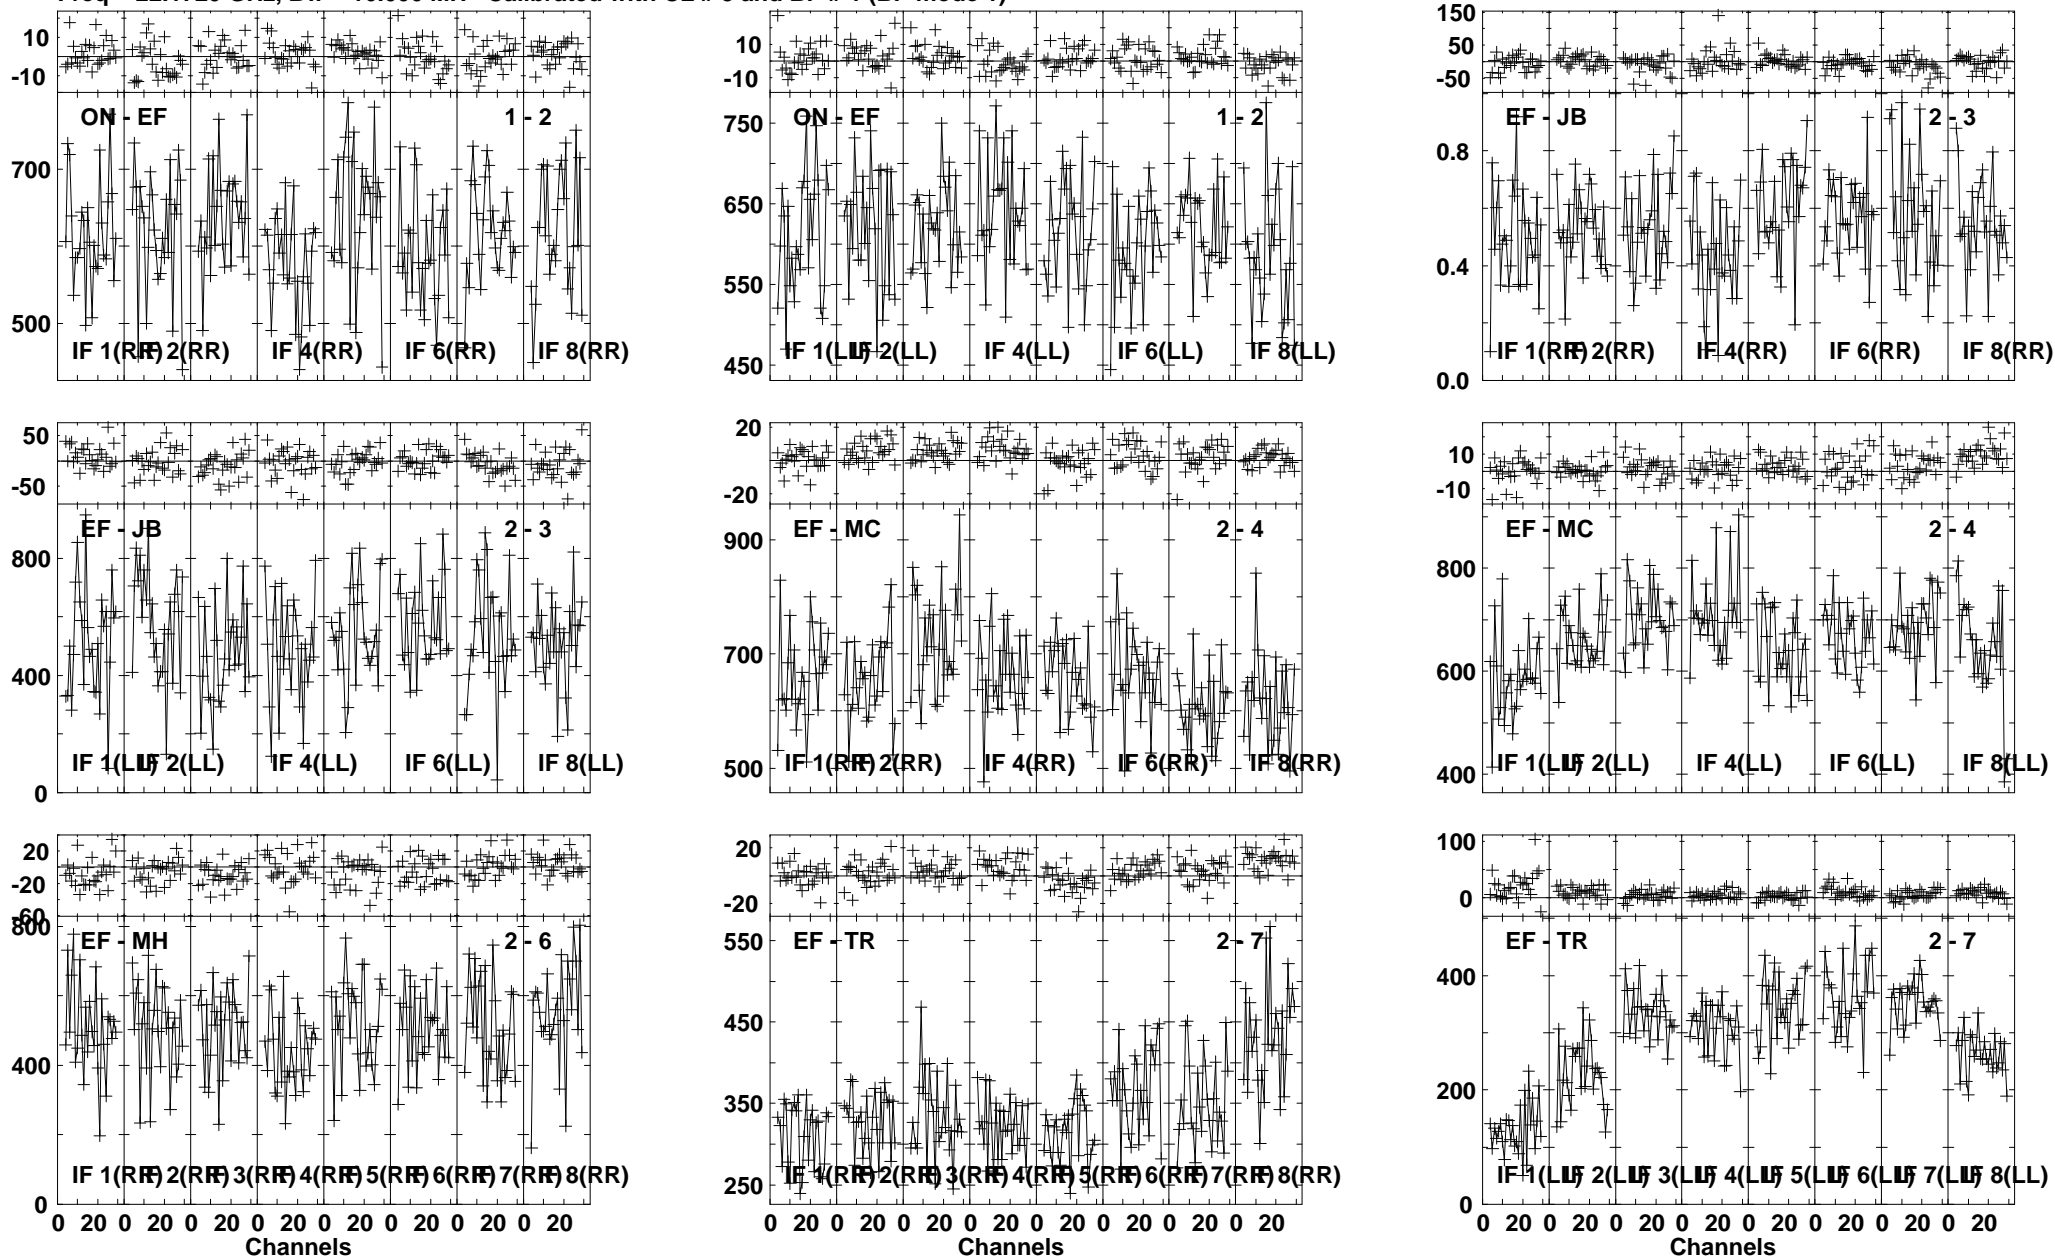 10 10 150
-10 -10 50
-50
ON - EF 1 - 2 ON - EF 1 - 2 EF - JB 2 - 3
700 750 0.8
500 650 0.4
550
450 0.0
IF 1(RR) IF 2(RR) IF 4(RR) IF 6(RR) IF 8(RR) IF 1(LL) IF 2(LL) IF 4(LL) IF 6(LL) IF 8(LL) IF 1(RR) IF 2(RR) IF 4(RR) IF 6(RR) IF 8(RR)
50 20 10
-50 -20 -10
EF - JB 2 - 3 EF - MC 2 - 4 EF - MC 2 - 4
800 900 800
400 700 600
0 500 400
IF 1(LL) IF 2(LL) IF 4(LL) IF 6(LL) IF 8(LL) IF 1(RR) IF 2(RR) IF 4(RR) IF 6(RR) IF 8(RR) IF 1(LL) IF 2(LL) IF 4(LL) IF 6(LL) IF 8(LL)
20 20 100
-20 -20 0
-60
EF - MH 2 - 6 EF - TR 2 - 7 EF - TR 2 - 7
800 550 400
400 450 200
0 350 0
250
IF 1(RR) IF 2(RR) IF 3(RR) IF 4(RR) IF 5(RR) IF 6(RR) IF 7(RR) IF 8(RR) IF 1(RR) IF 2(RR) IF 3(RR) IF 4(RR) IF 5(RR) IF 6(RR) IF 7(RR) IF 8(RR) IF 1(LL) IF 2(LL) IF 3(LL) IF 4(LL) IF 5(LL) IF 6(LL) IF 7(LL) IF 8(LL)
0 20 0 20 0 20 0 20 0 20 0 20 0 20 0 20 0 20 0 20 0 20 0 20 0 20 0 20 0 20 0 20 0 20 0 20 0 20 0 20 0 20 0 20 0 20 0 20
Channels Channels Channels